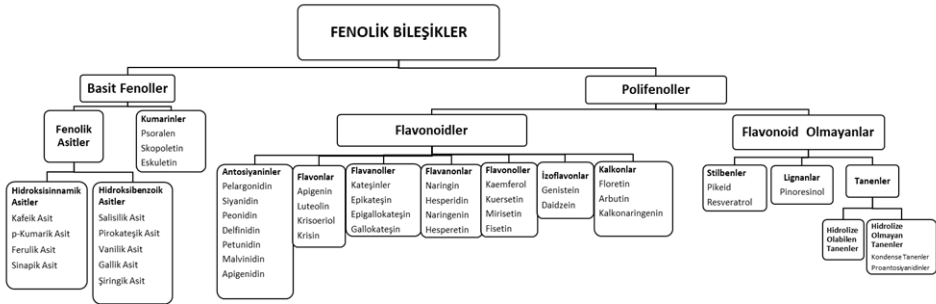 FENOLİK BİLEŞİKLER
Basit Fenoller
Polifenoller
Fenolik
Asitler
Kumarinler
Psoralen
Skopoletin
Eskuletin
Flavonoidler
Flavonoid Olmayanlar
Hidroksisinnamik
Asitler
Kafeik Asit
p-Kumarik Asit
Ferulik Asit
Sinapik Asit
Hidroksibenzoik
Asitler
Salisilik Asit
Pirokateşik Asit
Vanilik Asit
Gallik Asit
Şiringik Asit
Antosiyaninler
Pelargonidin
Siyanidin
Peonidin
Delfinidin
Petunidin
Malvinidin
Apigenidin
Flavonlar
Apigenin
Luteolin
Krisoeriol
Krisin
Flavanoller
Kateşinler
Epikateşin
Epigallokateşin
Gallokateşin
Flavanonlar
Naringin
Hesperidin
Naringenin
Hesperetin
Flavonoller
Kaemferol
Kuersetin
Mirisetin
Fisetin
İzoflavonlar
Genistein
Daidzein
Kalkonlar
Floretin
Arbutin
Kalkonaringenin
Stilbenler
Pikeid
Resveratrol
Lignanlar
Pinoresinol
Tanenler
Hidrolize
Olabilen
Tanenler
Hidrolize
Olmayan
Tanenler
Kondense Tanenler
Proantosiyanidinler